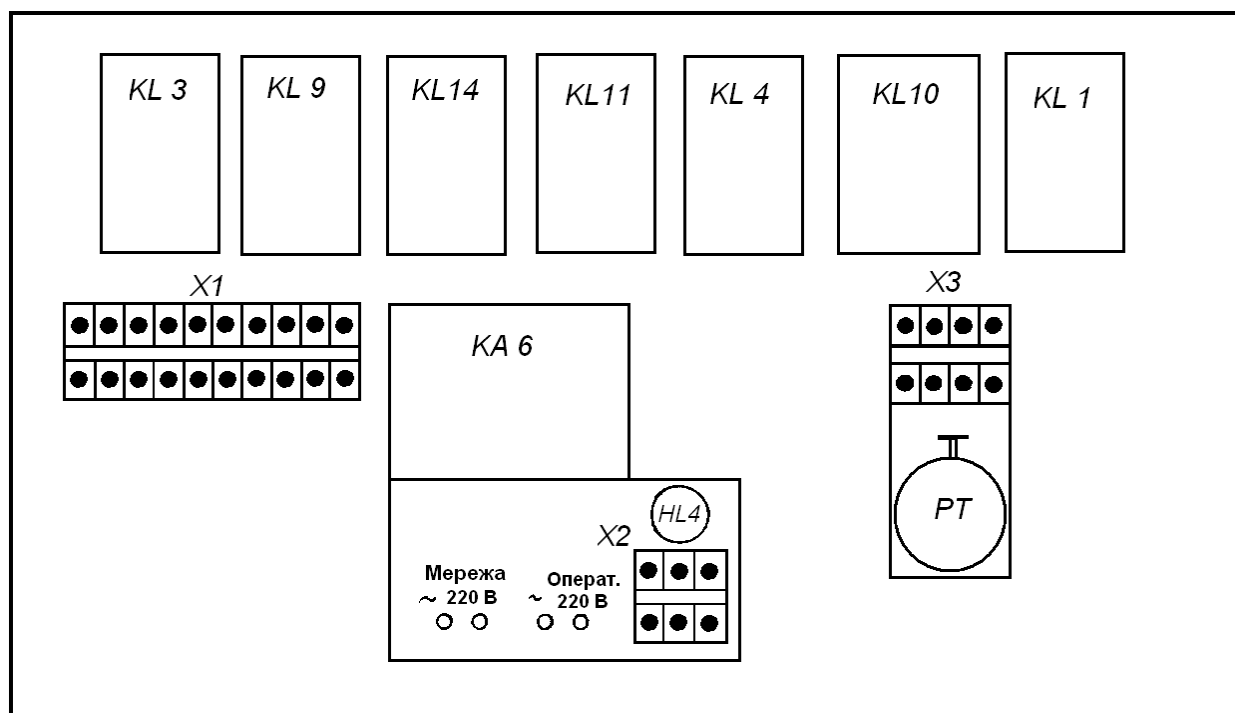 KL 3
KL 9
KL14
KL11
KL 4
KL10
KL 1
X1
X3
KA 6
HL4
X2
PT
Мережа
~ 220 В
Операт.
~ 220 В